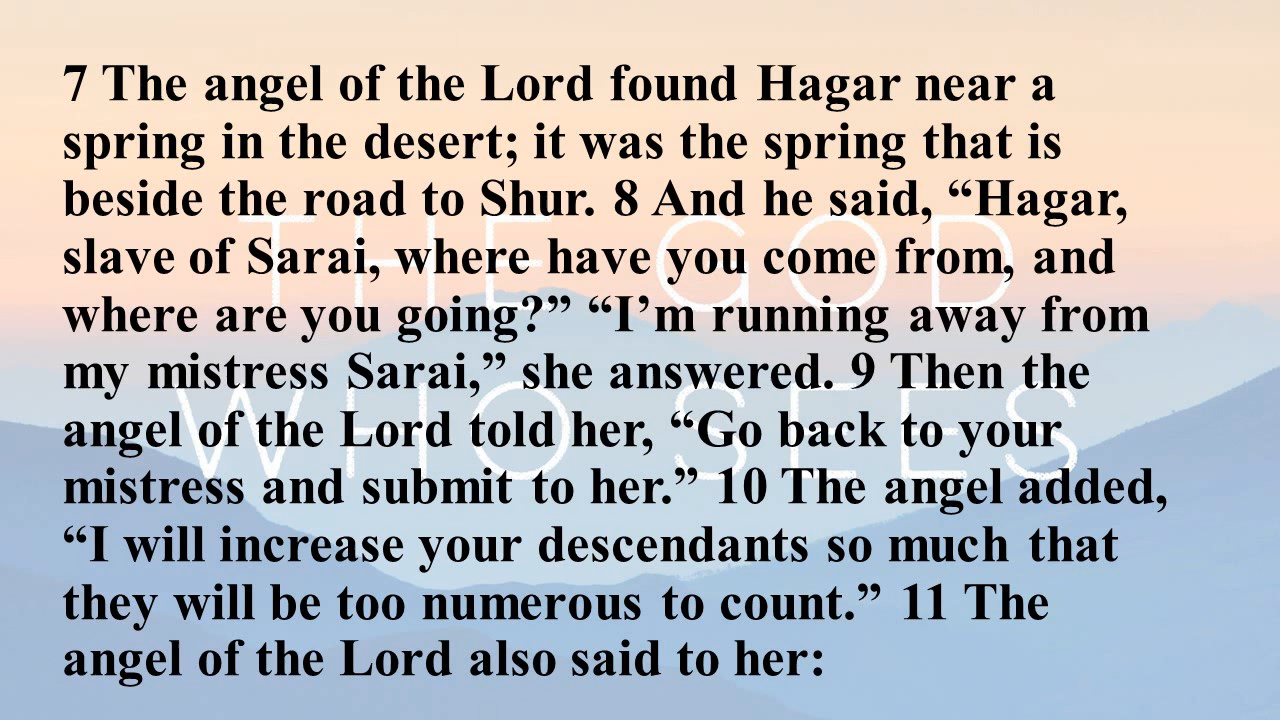 7 The angel of the Lord found Hagar near a
spring in the desert; it was the spring that is
beside the road to Shur. 8 And he said, “Hagar,
slave of Sarai, where have you come from, and
where are you going?” “I’m running away from
my mistress Sarai,” she answered. 9 Then the
angel of the Lord told her, “Go back to your
mistress and submit to her.” 10 The angel added,
“I will increase your descendants so much that
they will be too numerous to count.” 11 The
angel of the Lord also said to her:
THE GOD
WHO SEES